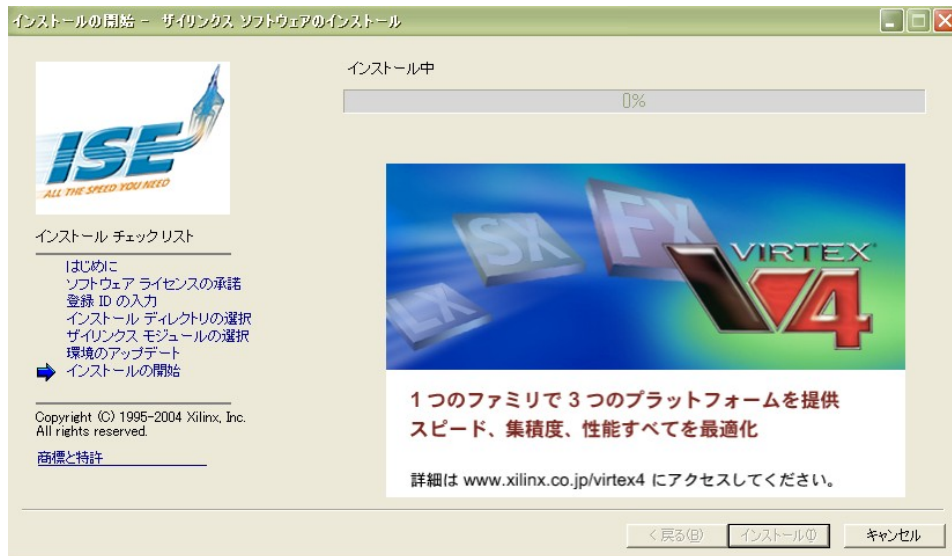 インストールの開始 - ザイリンクス ソフトウェアのインストール
ISE
ALL THE SPEED YOU NEED
インストール チェックリスト
はじめに
ソフトウェア ライセンスの承諾
登録 ID の入力
インストール ディレクトリの選択
ザイリンクス モジュールの選択
環境のアップデート
インストールの開始
Copyright (C) 1995-2004 Xilinx, Inc.
All rights reserved.
商標と特許
インストール中
0%
LX
SX
FX
VIRTEX
V4
1 つのファミリで 3 つのプラットフォームを提供
スピード、集積度、性能すべてを最適化
詳細は www.xilinx.co.jp/virtex4 にアクセスしてください。
< 戻る(B)
インストール(I)
キャンセル